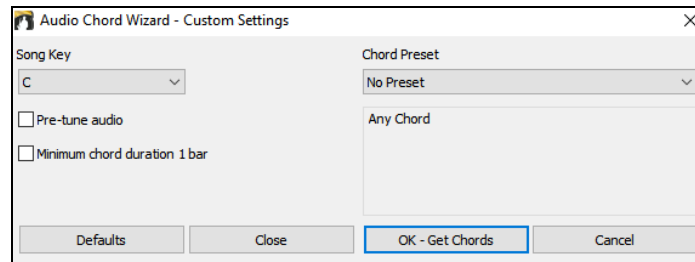 Audio Chord Wizard - Custom Settings
Song Key
Chord Preset
C
No Preset
Pre-tune audio
Any Chord
Minimum chord duration 1 bar
Defaults
Close
OK - Get Chords
Cancel